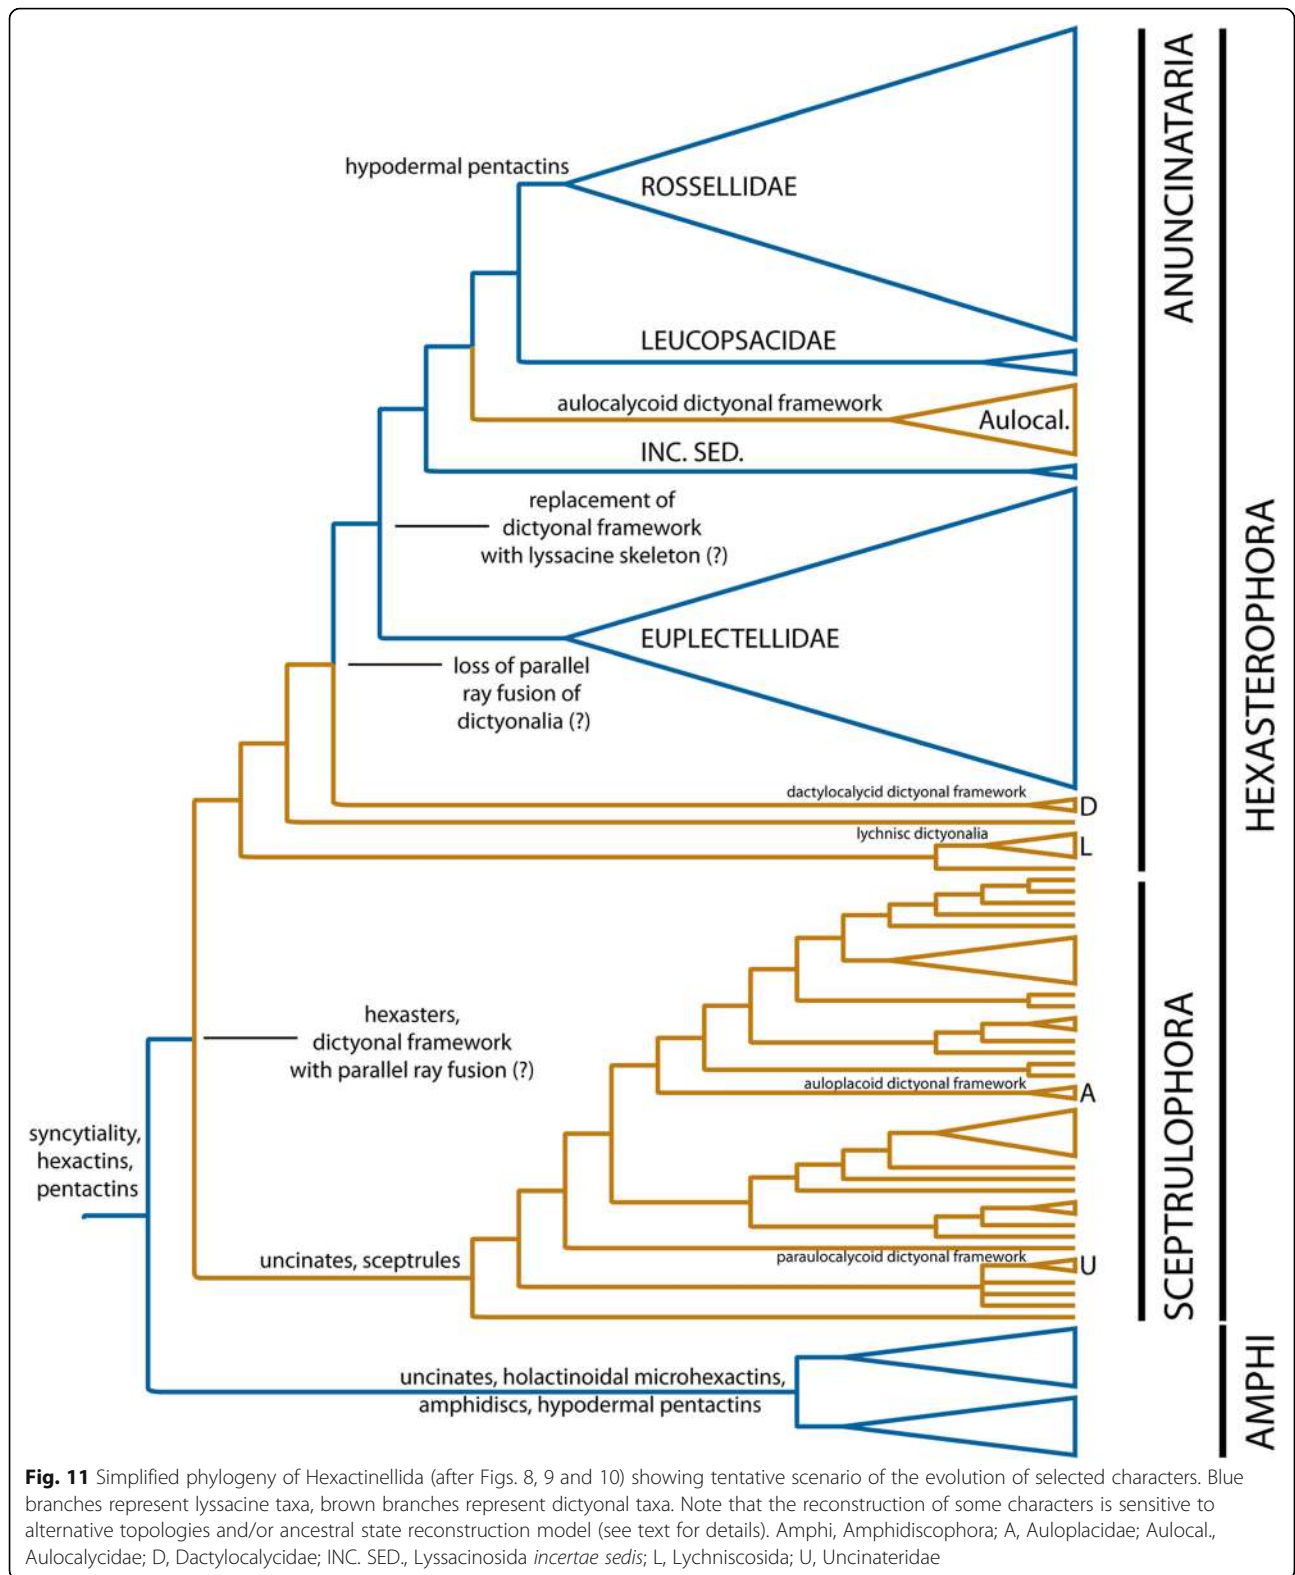 hypodermal pentactins
ROSSELLIDAE
ANUNCINATARIA
LEUCOPSACIDAE
aulocalycoid dictyonal framework
Aulocal.
INC. SED.
replacement of
dictyonal framework
with lyssacine skeleton (?)
HEXASTEROPHORA
EUPLECTELLIDAE
loss of parallel
ray fusion of
dictyonalia (?)
dactylocalycid dictyonal framework
D
lychnisc dictyonalia
L
hexasters,
dictyonal framework
with parallel ray fusion (?)
SCEPTRULOPHORA
auloplacoid dictyonal framework
A
syncytiality,
hexactins,
pentactins
uncinates, sceptrules
paraulocalycoid dictyonal framework
U
uncinates, holactinoidal microhexactins,
amphidiscs, hypodermal pentactins
AMPHI
Fig. 11 Simplified phylogeny of Hexactinellida (after Figs. 8, 9 and 10) showing tentative scenario of the evolution of selected characters. Blue
branches represent lyssacine taxa, brown branches represent dictyonal taxa. Note that the reconstruction of some characters is sensitive to
alternative topologies and/or ancestral state reconstruction model (see text for details). Amphi, Amphidiscophora; A, Auloplacidae; Aulocal.,
Aulocalycidae; D, Dactylocalycidae; INC. SED., Lyssacinosida incertae sedis; L, Lychniscosida; U, Uncinateridae